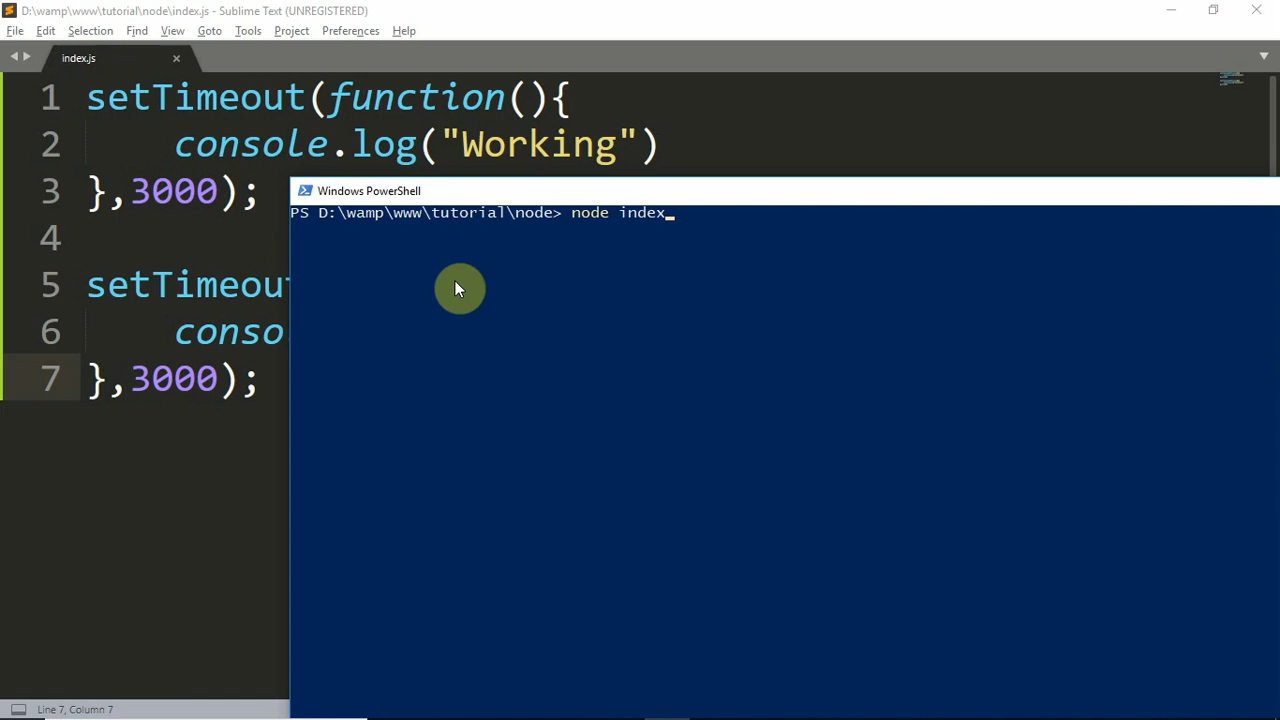 D:\wamp\www\tutorial\node\index.js - Sublime Text (UNREGISTERED)
File Edit Selection Find View Goto Tools Project Preferences Help
index.js
1 setTimeout(function(){
2 console.log("Working")
3 },3000);
4
5 setTimeout
6 conso
7 },3000);
Windows PowerShell
PS D:\wamp\www\tutorial\node> node index
Line 7, Column 7